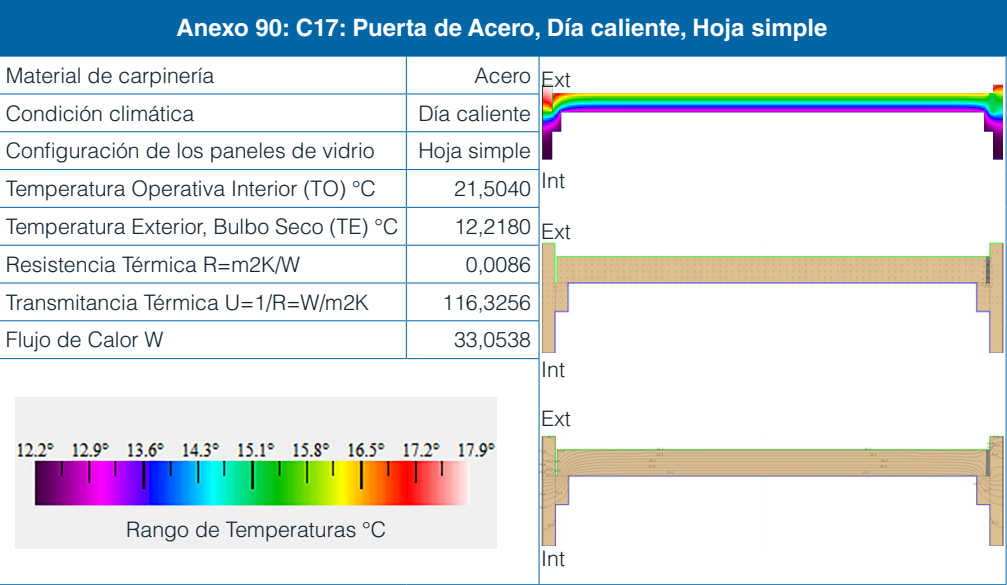 Anexo 90: C17: Puerta de Acero, Día caliente, Hoja simple
Material de carpinería Acero
Condición climática Día caliente
Configuración de los paneles de vidrio Hoja simple
Temperatura Operativa Interior (TO) °C 21,5040
Temperatura Exterior, Bulbo Seco (TE) °C 12,2180
Resistencia Térmica R=m2K/W 0,0086
Transmitancia Térmica U=1/R=W/m2K 116,3256
Flujo de Calor W 33,0538
12.2° 12.9° 13.6° 14.3° 15.1° 15.8° 16.5° 17.2° 17.9°
Rango de Temperaturas °C
Ext
Int
Ext
Int
Ext
Int